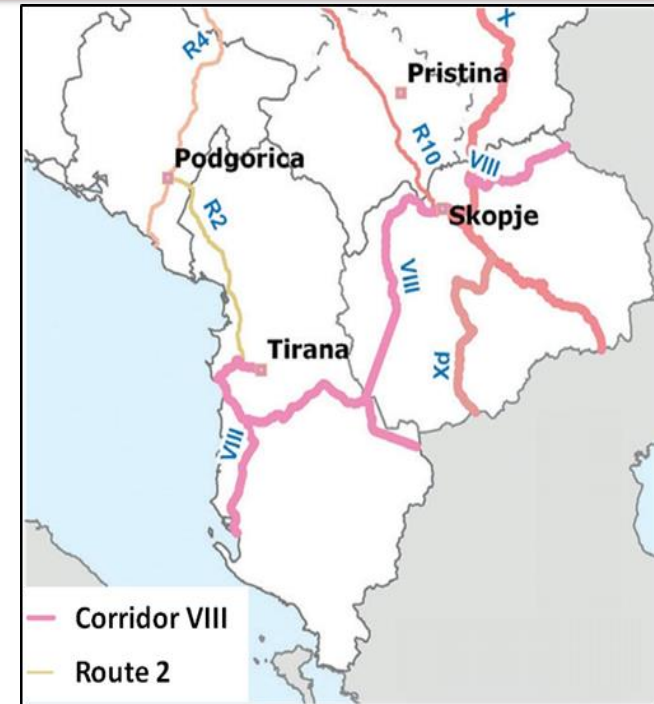 X
R4
Pristina
Podgorica
R10
VIII
R2
Skopje
VIII
Tirana
Xd
VIII
Corridor VIII
Route 2